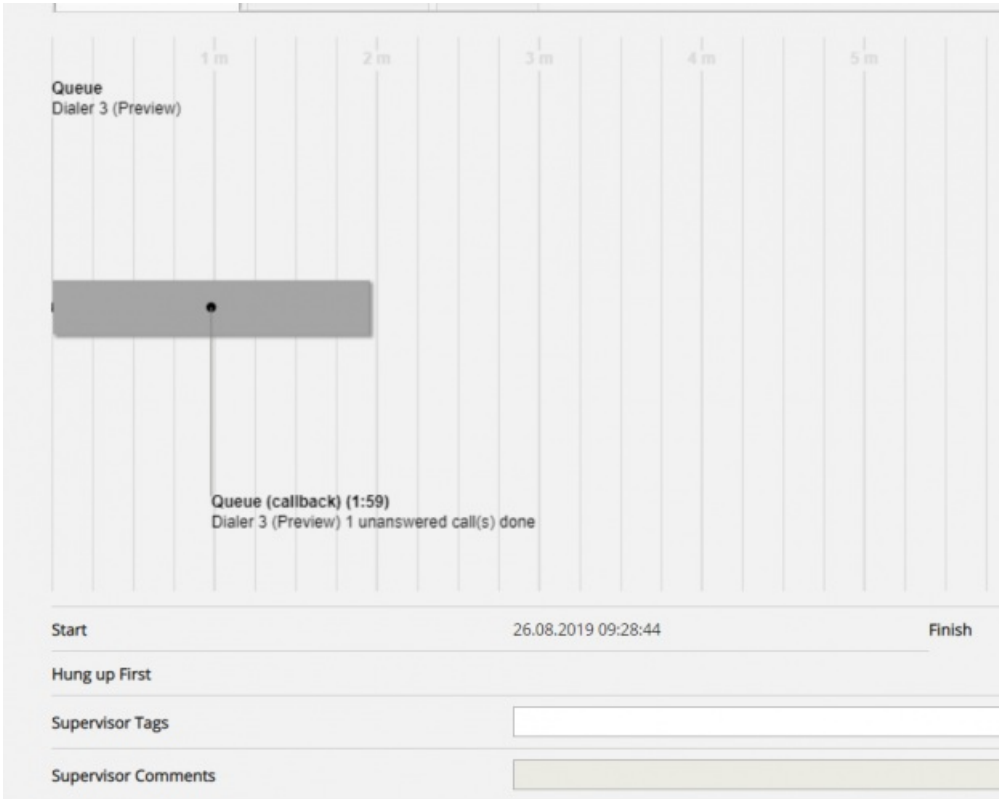 1 m 2 m 3 m 4 m 5 m
Queue
Dialer 3 (Preview)
Queue (callback) (1:59)
Dialer 3 (Preview) 1 unanswered call(s) done
Start 26.08.2019 09:28:44 Finish
Hung up First
Supervisor Tags
Supervisor Comments